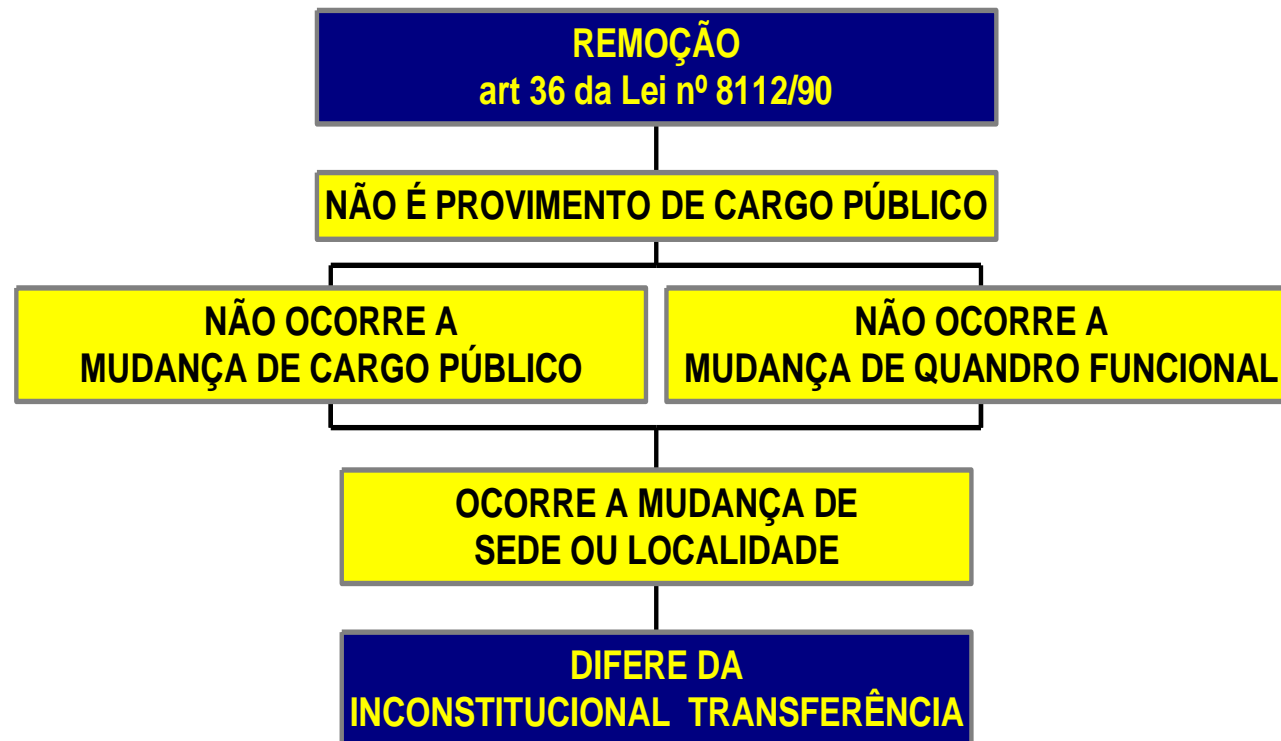 REMOÇÃO
art 36 da Lei nº 8112/90
NÃO É PROVIMENTO DE CARGO PÚBLICO
NÃO OCORRE A
MUDANÇA DE CARGO PÚBLICO
NÃO OCORRE A
MUDANÇA DE QUANDRO FUNCIONAL
OCORRE A MUDANÇA DE
SEDE OU LOCALIDADE
DIFERE DA
INCONSTITUCIONAL TRANSFERÊNCIA